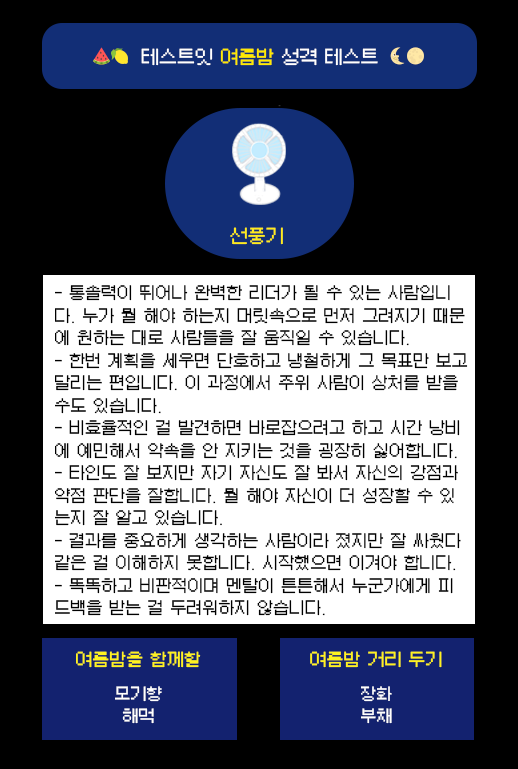 테스트잇 여름밤 성격 테스트
선풍기
- 통솔력이 뛰어나 완벽한 리더가 될 수 있는 사람입니
다. 누가 뭘 해야 하는지 머릿속으로 먼저 그려지기 때문
에 원하는 대로 사람들을 잘 움직일 수 있습니다.
- 한번 계획을 세우면 단호하고 냉철하게 그 목표만 보고
달리는 편입니다. 이 과정에서 주위 사람이 상처를 받을
수도 있습니다.
- 비효율적인 걸 발견하면 바로잡으려고 하고 시간 낭비
에 예민해서 약속을 안 지키는 것을 굉장히 싫어합니다.
- 타인도 잘 보지만 자기 자신도 잘 봐서 자신의 강점과
약점 판단을 잘합니다. 뭘 해야 자신이 더 성장할 수 있
는지 잘 알고 있습니다.
- 결과를 중요하게 생각하는 사람이라 졌지만 잘 싸웠다
같은 걸 이해하지 못합니다. 시작했으면 이겨야 합니다.
- 똑똑하고 비판적이며 멘탈이 튼튼해서 누군가에게 피
드백을 받는 걸 두려워하지 않습니다.
여름밤을 함께할
모기향
해먹
여름밤 거리 두기
장화
부채